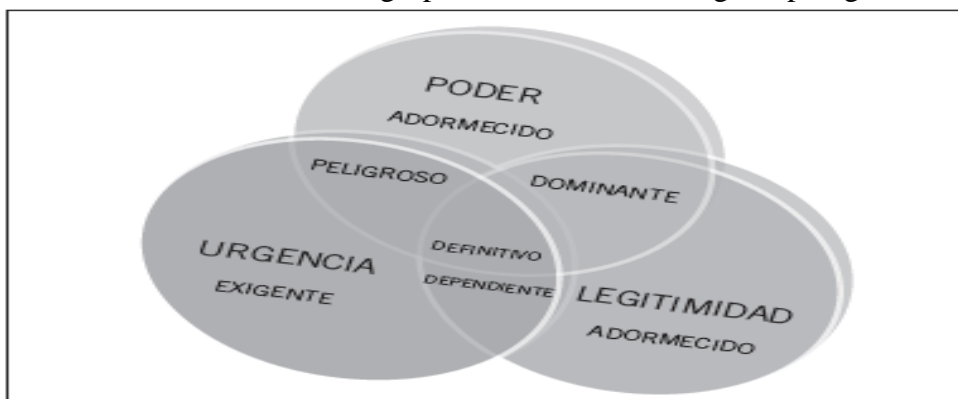 PODER
ADORMECIDO
PELIGROSO
DOMINANTE
DEFINITIVO
URGENCIA
DEPENDIENTE
LEGITIMIDAD
EXIGENTE
ADORMECIDO